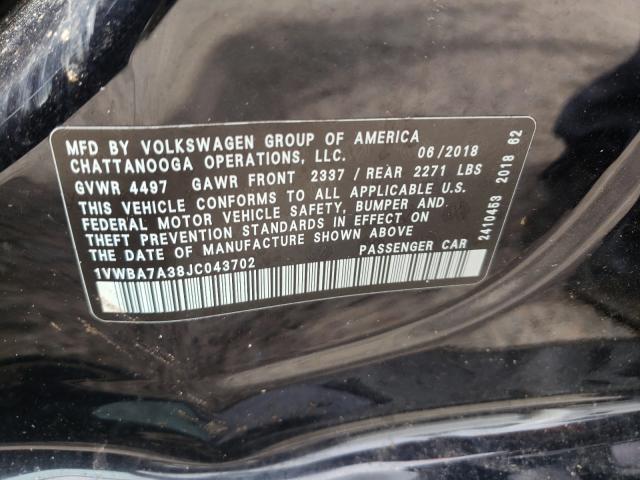 MFD BY VOLKSWAGEN GROUP OF AMERICA
CHATTANOOGA OPERATIONS, LLC. 06/2018
GVWR 4497 GAWR FRONT 2337 / REAR 2271 LBS
THIS VEHICLE CONFORMS TO ALL APPLICABLE U.S.
FEDERAL MOTOR VEHICLE SAFETY, BUMPER AND
THEFT PREVENTION STANDARDS IN EFFECT ON
THE DATE OF MANUFACTURE SHOWN ABOVE.
1VWBA7A38JC043702 PASSENGER CAR
2410463 2018 62